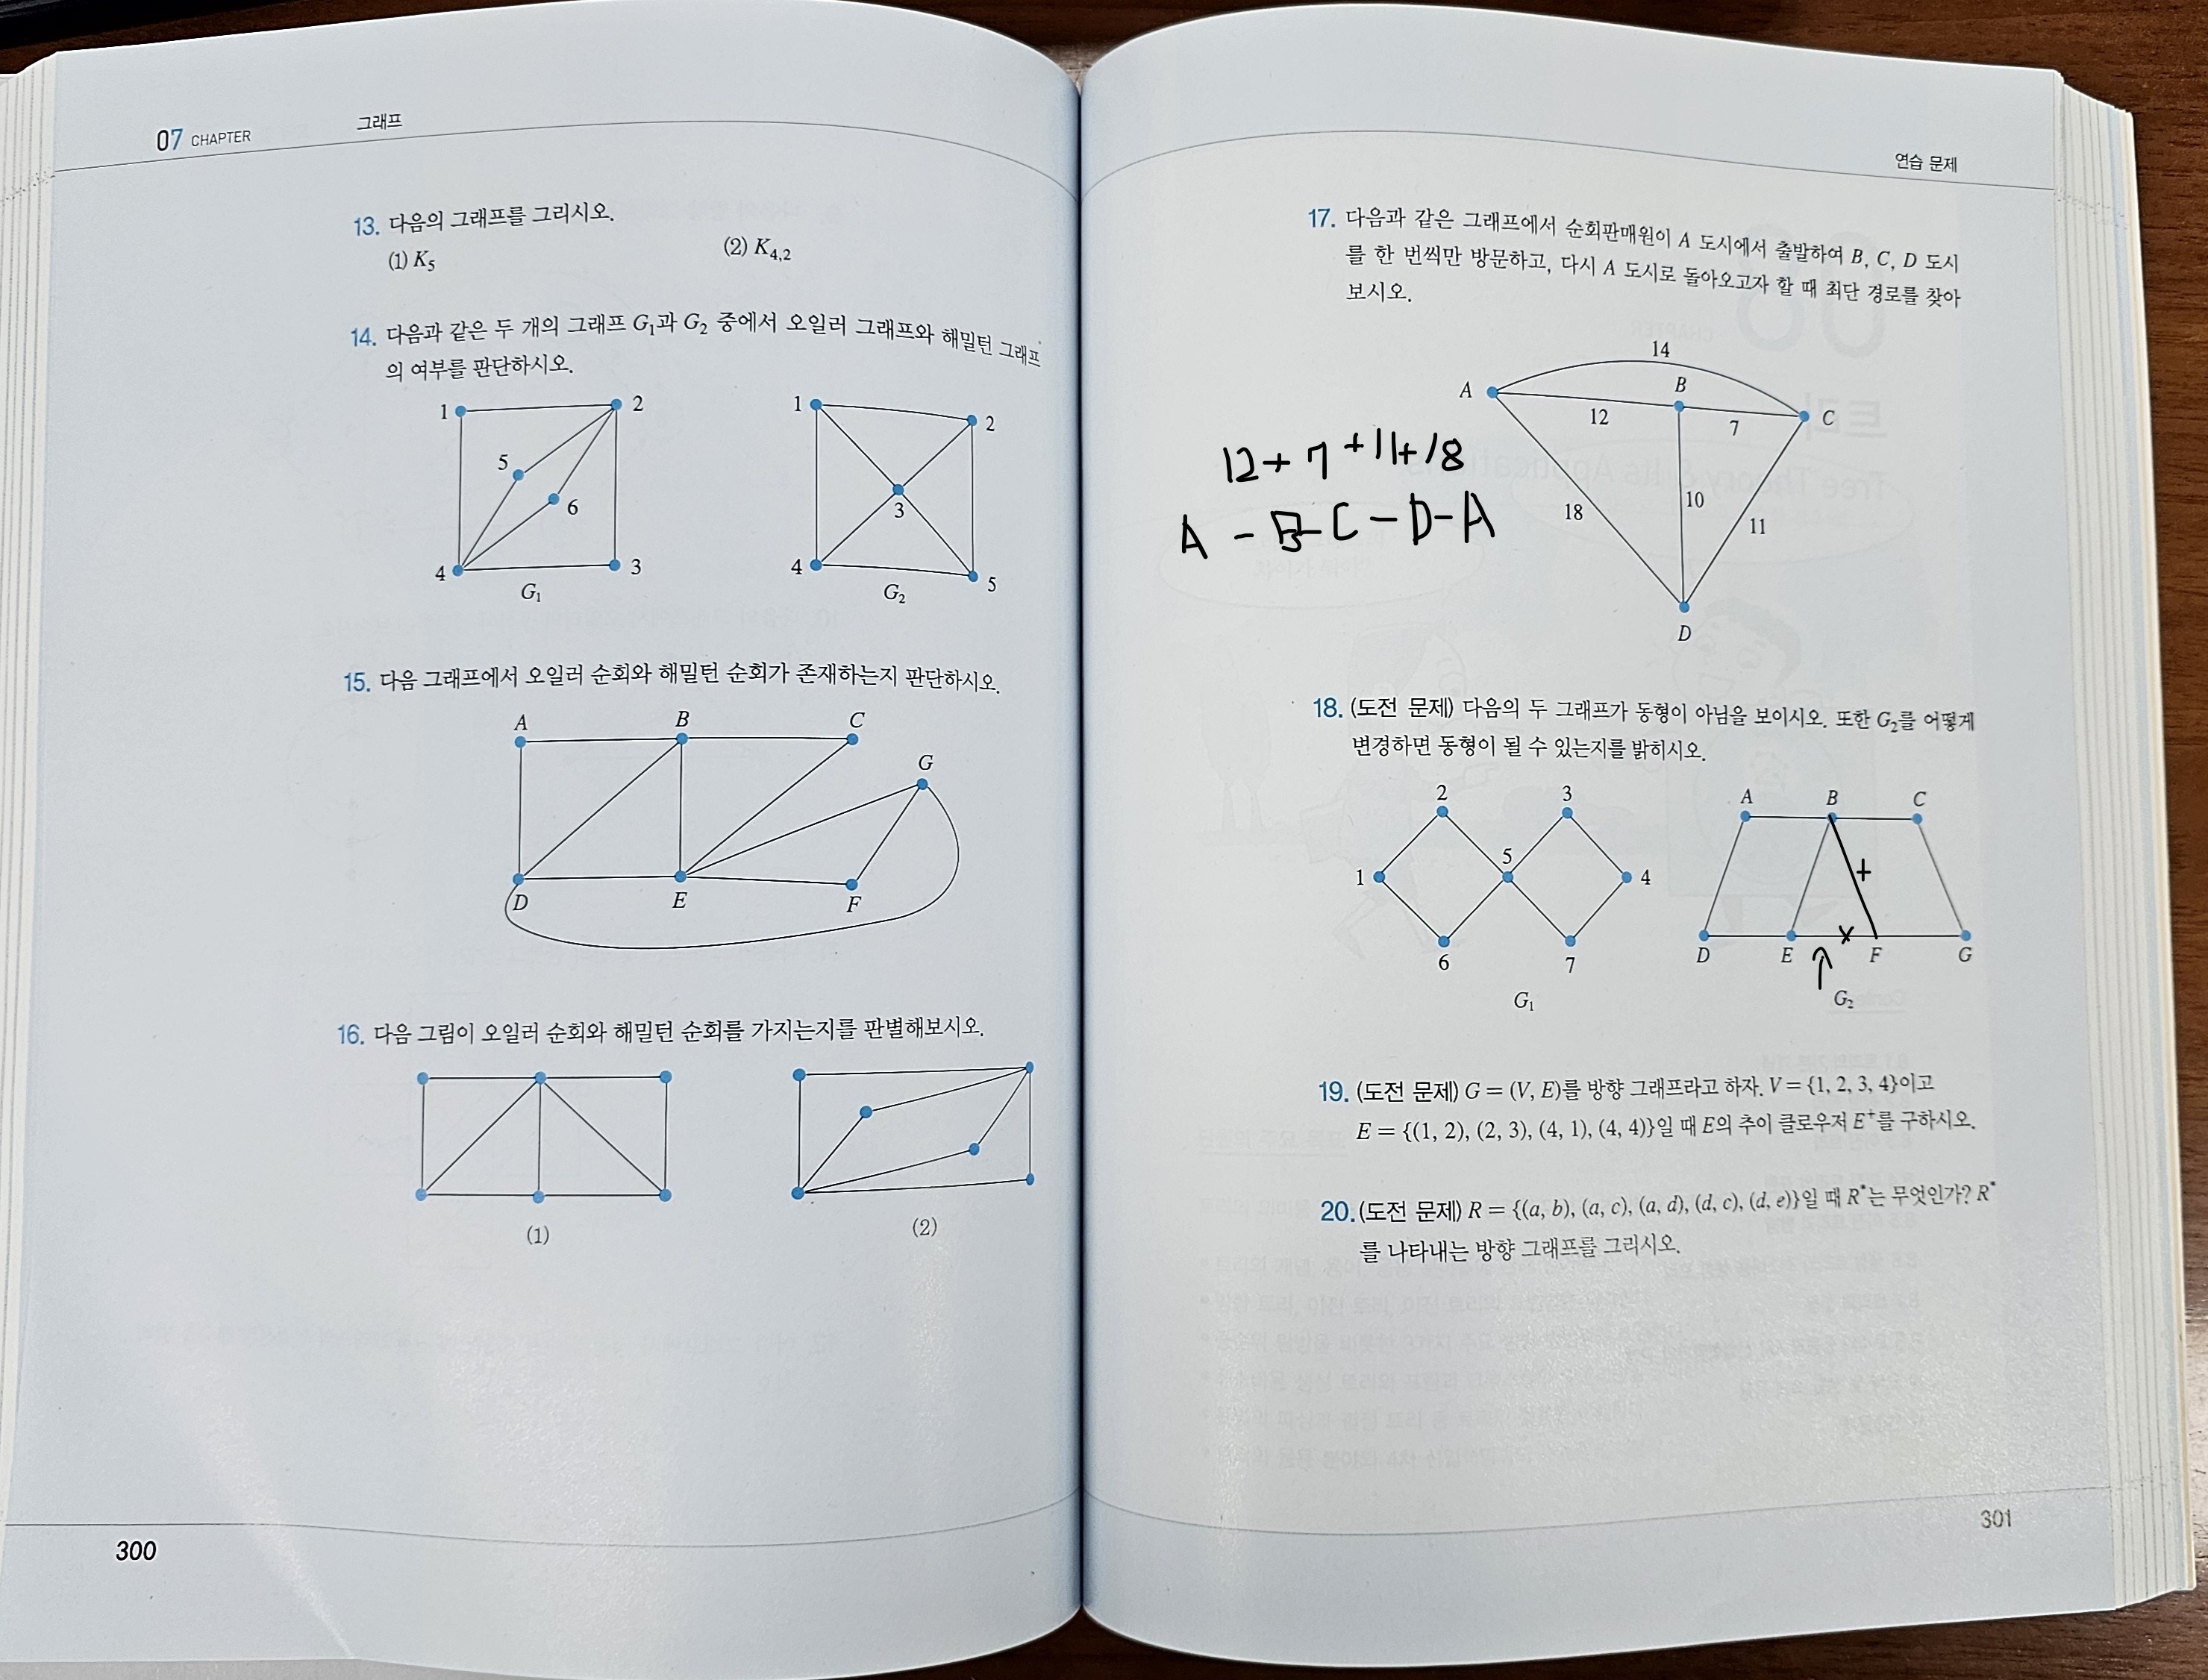 07 CHAPTER 그래프
13. 다음의 그래프를 그리시오.
(1) K₅ (2) K₄,₂
14. 다음과 같은 두 개의 그래프 G₁과 G₂ 중에서 오일러 그래프와 해밀턴 그래프
의 여부를 판단하시오.
1 2
5
6
4 3
G₁
1 2
3
4 5
G₂
15. 다음 그래프에서 오일러 순회와 해밀턴 순회가 존재하는지 판단하시오.
A B C
G
D E F
16. 다음 그림이 오일러 순회와 해밀턴 순회를 가지는지를 판별해보시오.
(1) (2)
300
연습 문제
17. 다음과 같은 그래프에서 순회판매원이 A 도시에서 출발하여 B, C, D 도시
를 한 번씩만 방문하고, 다시 A 도시로 돌아오고자 할 때 최단 경로를 찾아
보시오.
14
A B C
12 7
18 10 11
D
12+7+11+18
A-B-C-D-A
18. (도전 문제) 다음의 두 그래프가 동형이 아님을 보이시오. 또한 G₂를 어떻게
변경하면 동형이 될 수 있는지를 밝히시오.
2 3
1 5 4
6 7
G₁
A B C
+
×
D E F G
G₂
19. (도전 문제) G = (V, E)를 방향 그래프라고 하자. V = {1, 2, 3, 4}이고
E = {(1, 2), (2, 3), (4, 1), (4, 4)}일 때 E의 추이 클로우저 E⁺를 구하시오.
20. (도전 문제) R = {(a, b), (a, c), (a, d), (d, c), (d, e)}일 때 R*는 무엇인가? R*
를 나타내는 방향 그래프를 그리시오.
301